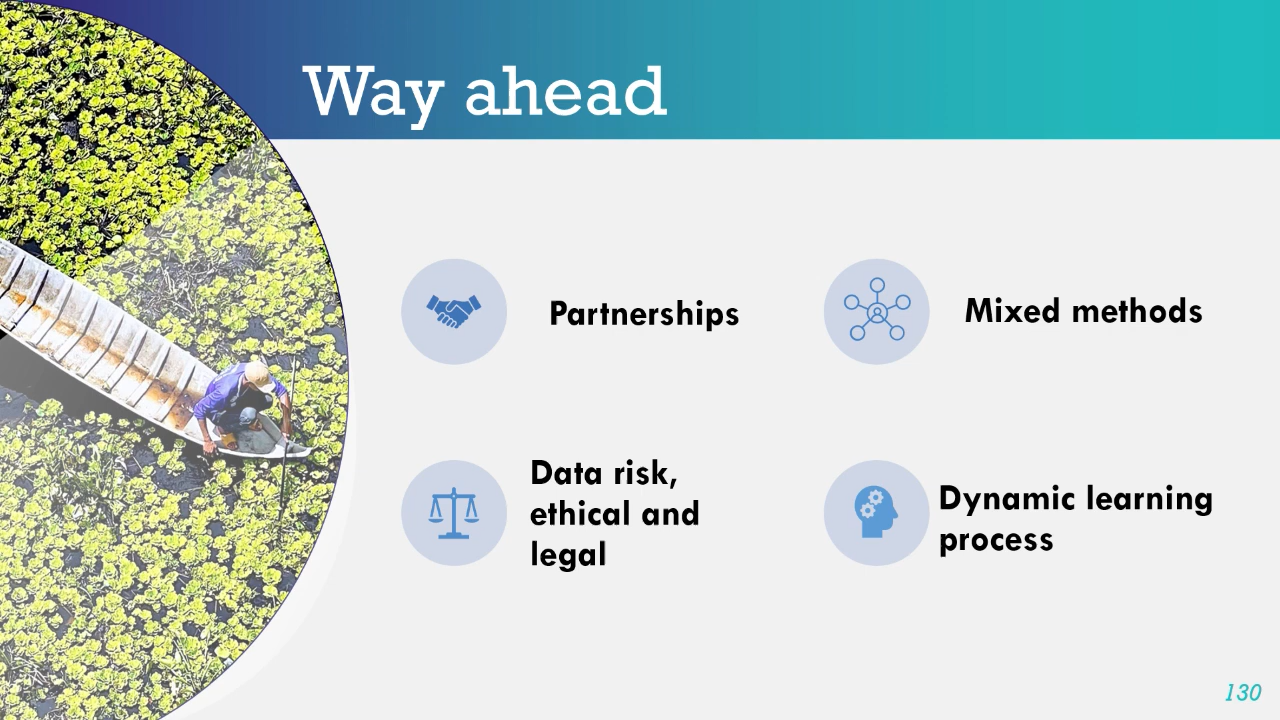 Way ahead
Partnerships
Mixed methods
Data risk,
ethical and
legal
Dynamic learning
process
130